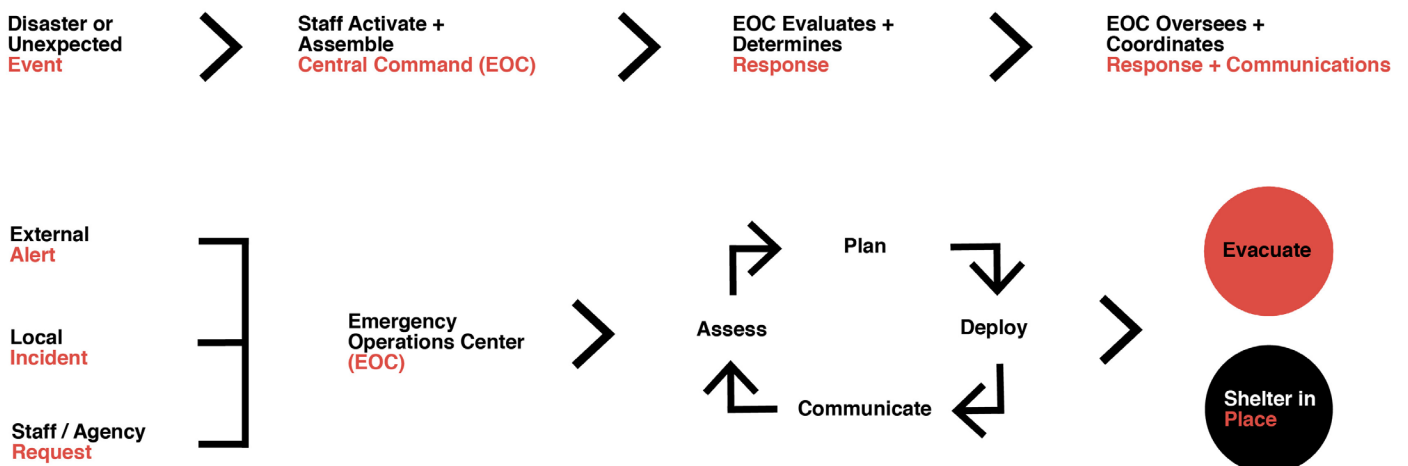 Disaster or
Unexpected
Event
Staff Activate +
Assemble
Central Command (EOC)
EOC Evaluates +
Determines
Response
EOC Oversees +
Coordinates
Response + Communications
External
Alert
Local
Incident
Staff / Agency
Request
Emergency
Operations Center
(EOC)
Plan
Assess
Deploy
Communicate
Evacuate
Shelter in
Place